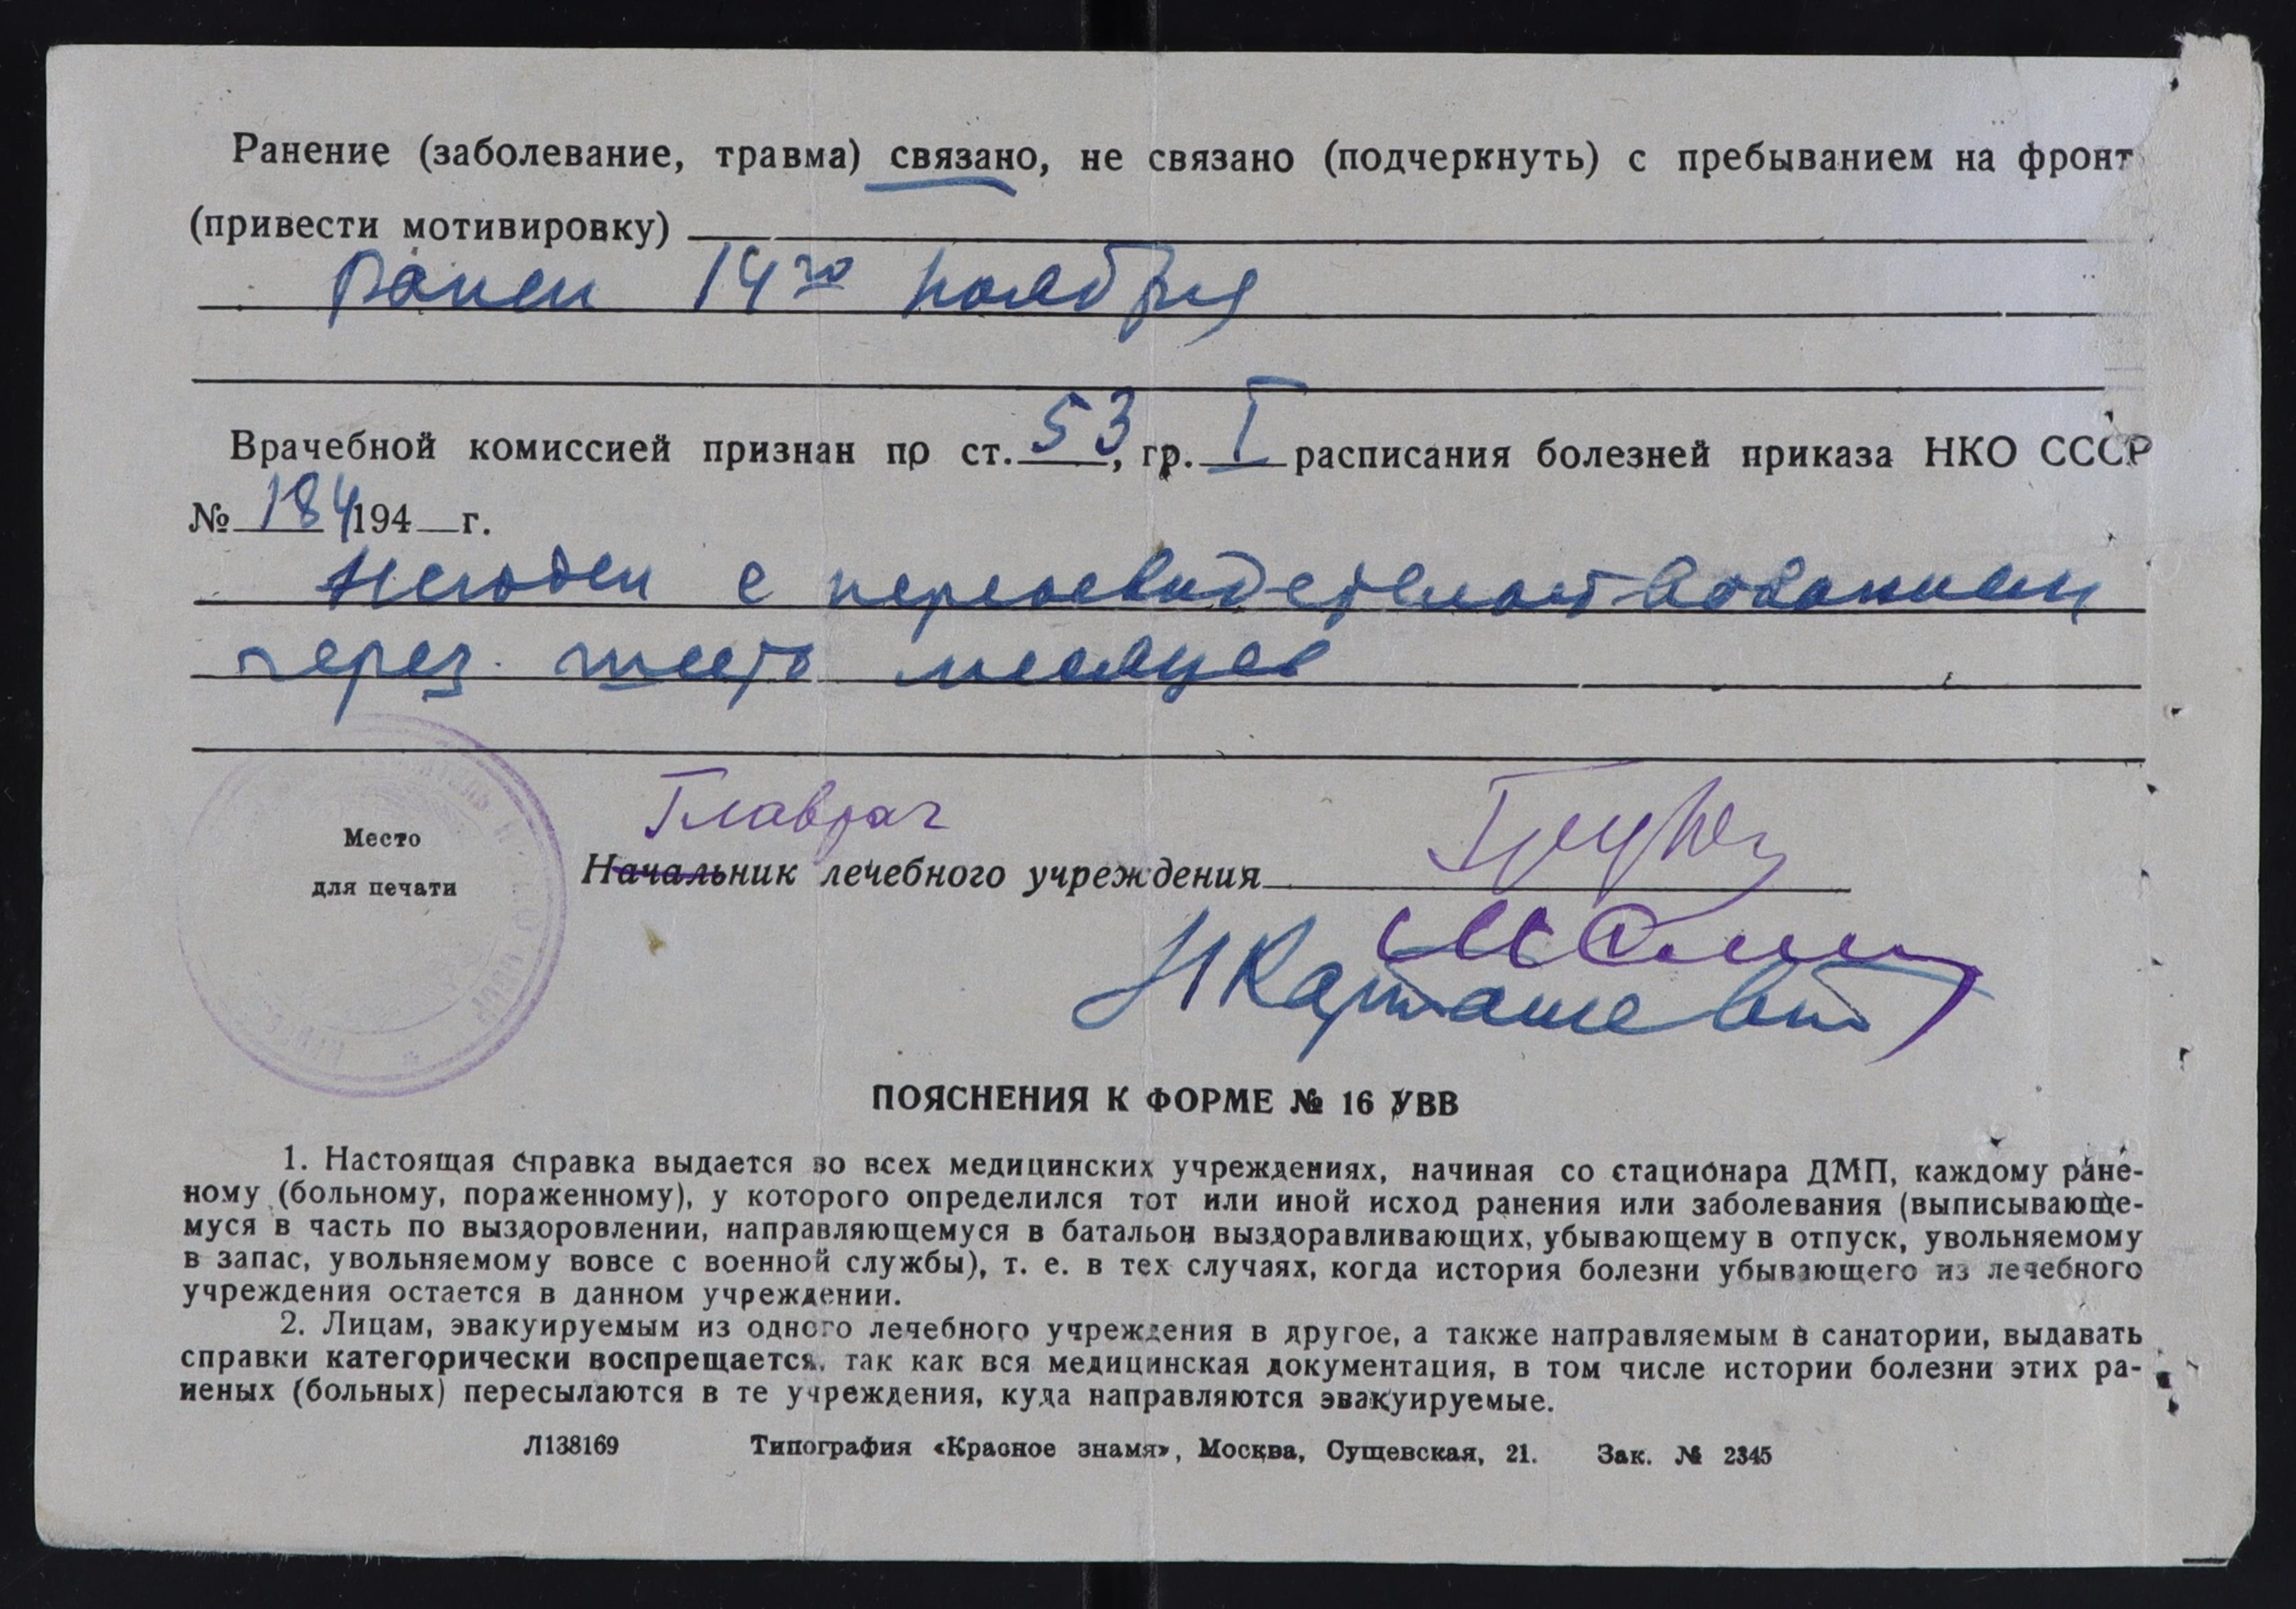 Ранение (заболевание, травма) связано, не связано (подчеркнуть) с пребыванием на фронт
(привести мотивировку)
Ранен 14го ноября
Врачебной комиссией признан по ст. 53, гр. I расписания болезней приказа НКО СССР
№ 184 194 г.
Негоден с переосвидетельствованием
через шесть месяцев
Главрач
Место
для печати
Начальник лечебного учреждения
ПОЯСНЕНИЯ К ФОРМЕ № 16 УВВ
1. Настоящая справка выдается во всех медицинских учреждениях, начиная со стационара ДМП, каждому ране-
ному (больному, пораженному), у которого определился тот или иной исход ранения или заболевания (выписывающе-
муся в часть по выздоровлении, направляющемуся в батальон выздоравливающих, убывающему в отпуск, увольняемому
в запас, увольняемому вовсе с военной службы), т. е. в тех случаях, когда история болезни убывающего из лечебного
учреждения остается в данном учреждении.
2. Лицам, эвакуируемым из одного лечебного учреждения в другое, а также направляемым в санатории, выдавать
справки категорически воспрещается, так как вся медицинская документация, в том числе истории болезни этих ра-
неных (больных) пересылаются в те учреждения, куда направляются эвакуируемые.
Л138169 Типография «Красное знамя», Москва, Сущевская, 21. Зак. № 2345